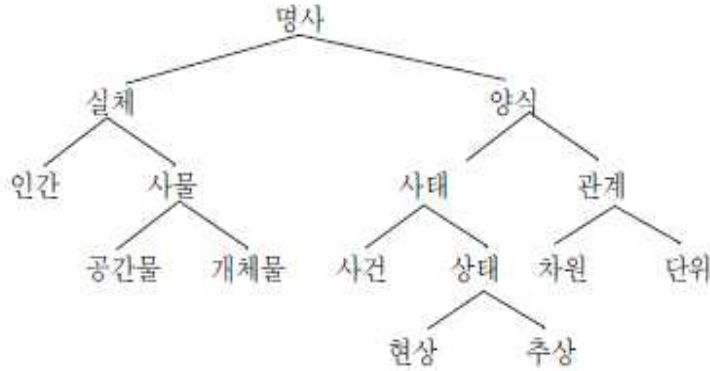 명사
실체 양식
인간 사물 사태 관계
공간물 개체물 사건 상태 차원 단위
현상 추상